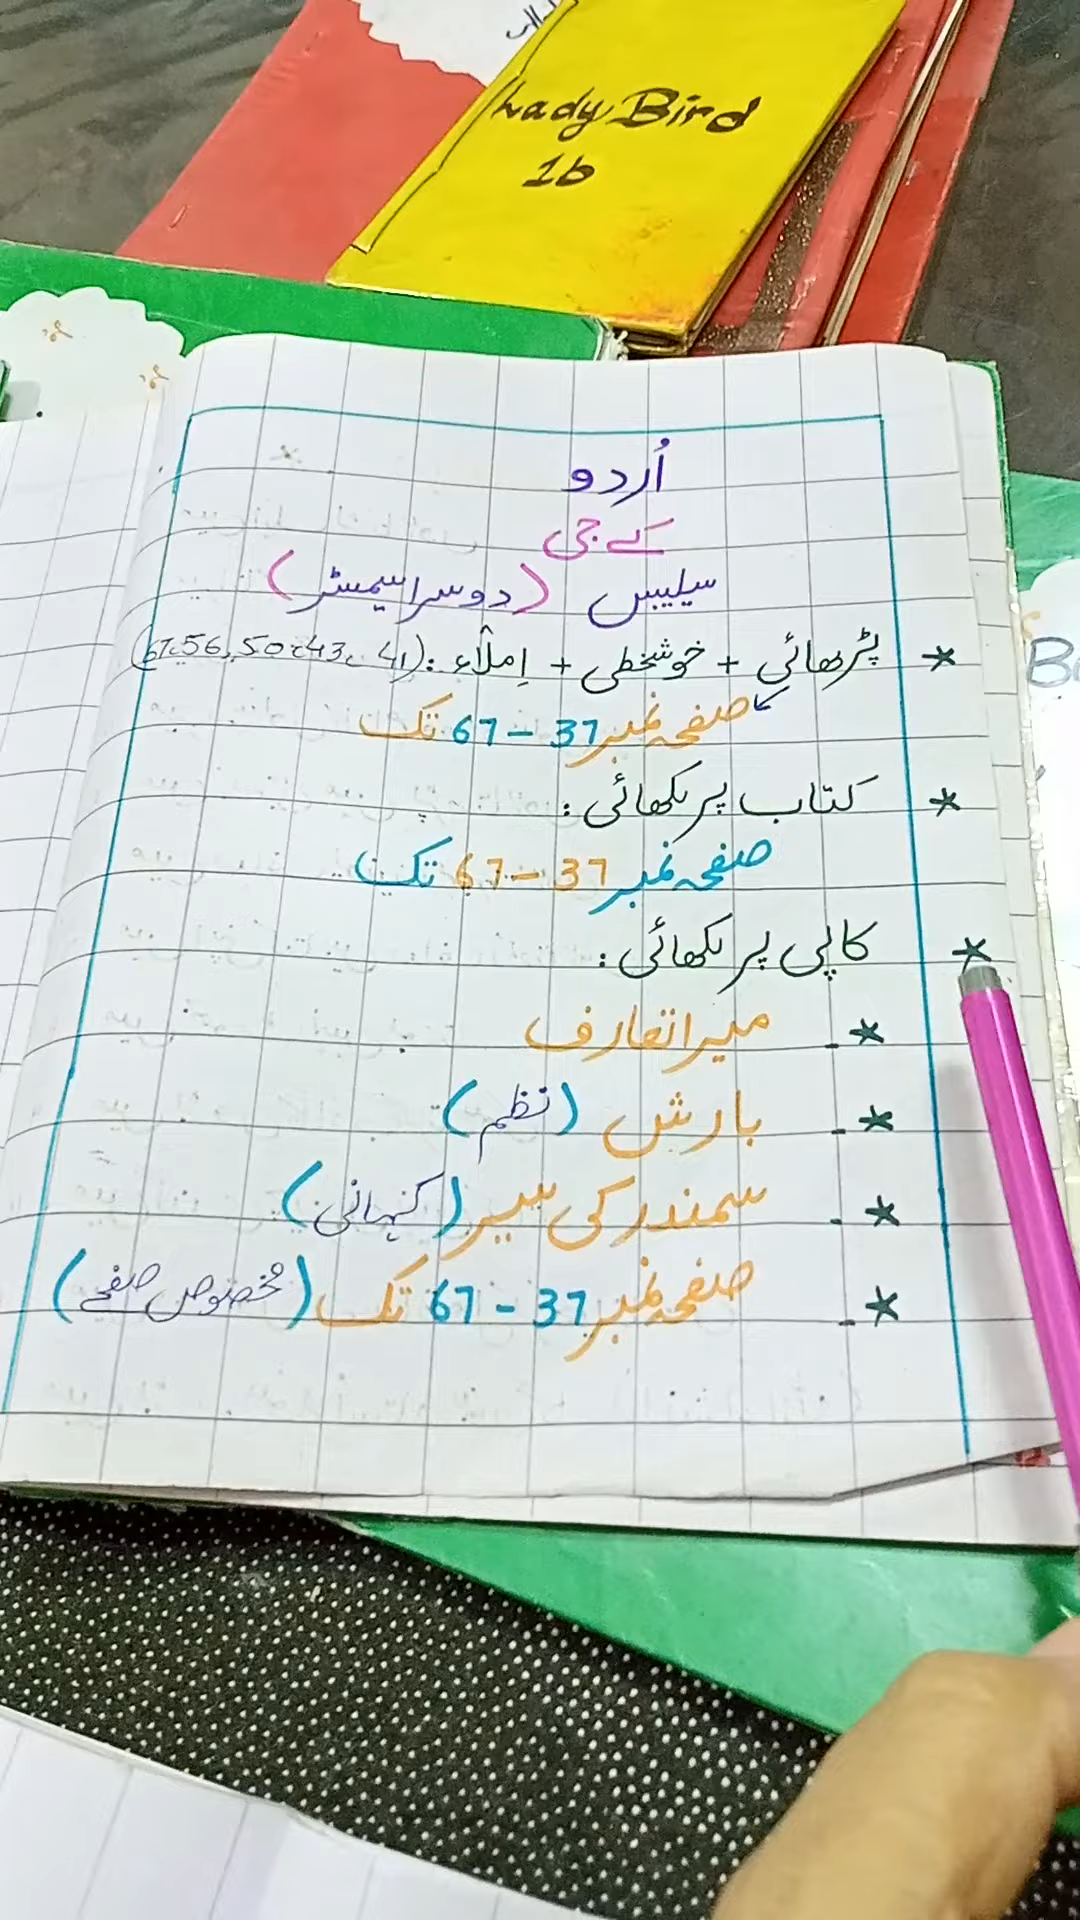 Lady Bird
1b
اُردو
کے جی
سیلیبس (دوسرا سیمسٹر)
* پڑھائی + خوشخطی + اِملاء: (41، 43، 50، 56، 67)
صفحہ نمبر 37 – 67 تک
* کتاب پر لکھائی:
صفحہ نمبر 37 – 67 تک
* کاپی پر لکھائی:
*- میرا تعارف
*- بارش (نظم)
*- سمندر کی سیر (کہانی)
*- صفحہ نمبر 37 – 67 تک (مخصوص صفحے)